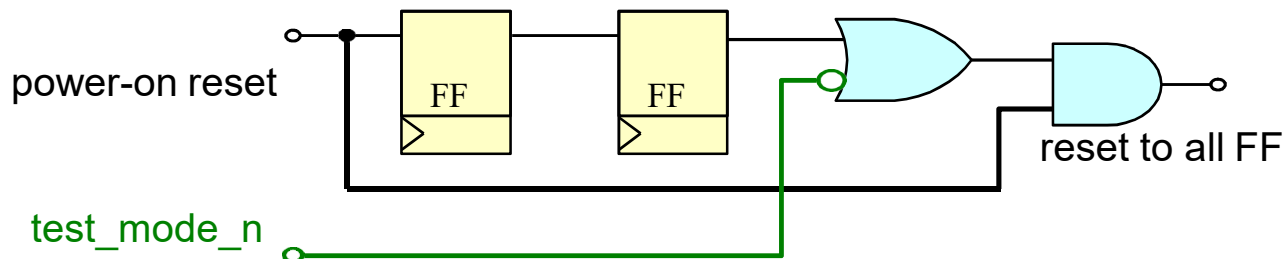 power-on reset
FF
FF
reset to all FF
test_mode_n